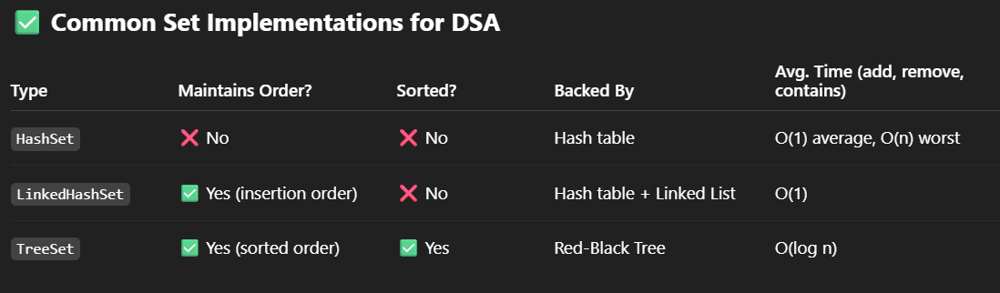 ✅ Common Set Implementations for DSA
Type Maintains Order? Sorted? Backed By Avg. Time (add, remove, contains)
HashSet ❌ No ❌ No Hash table O(1) average, O(n) worst
LinkedHashSet ✅ Yes (insertion order) ❌ No Hash table + Linked List O(1)
TreeSet ✅ Yes (sorted order) ✅ Yes Red-Black Tree O(log n)